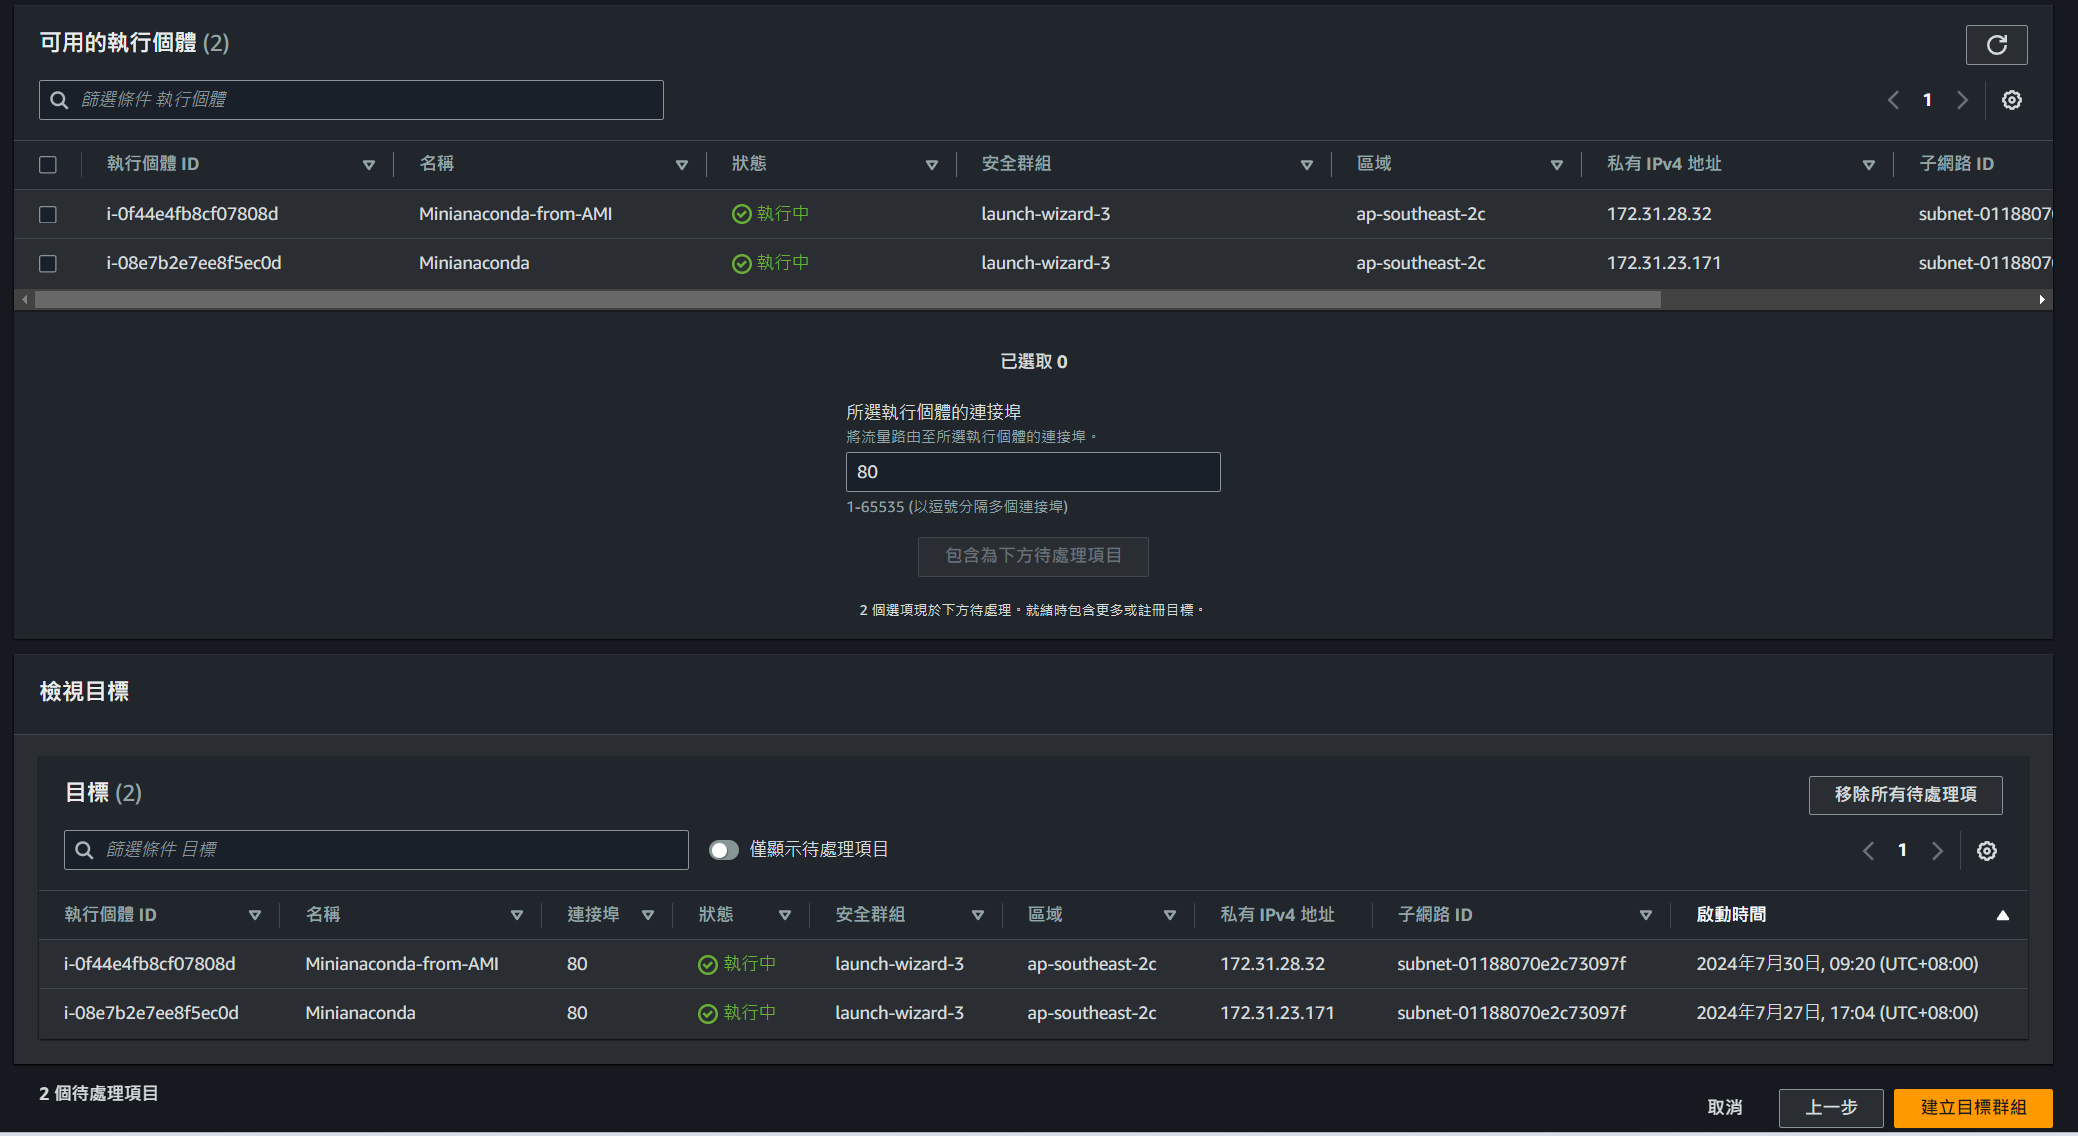 可用的執行個體 (2)
篩選條件 執行個體
1
執行個體 ID 名稱 狀態 安全群組 區域 私有 IPv4 地址 子網路 ID
i-0f44e4fb8cf07808d Minianaconda-from-AMI 執行中 launch-wizard-3 ap-southeast-2c 172.31.28.32 subnet-0118807
i-08e7b2e7ee8f5ec0d Minianaconda 執行中 launch-wizard-3 ap-southeast-2c 172.31.23.171 subnet-0118807
已選取 0
所選執行個體的連接埠
將流量路由至所選執行個體的連接埠。
80
1-65535 (以逗號分隔多個連接埠)
包含為下方待處理項目
2 個選項現於下方待處理。就緒時包含更多或註冊目標。
檢視目標
目標 (2)
移除所有待處理項
篩選條件 目標
僅顯示待處理項目
1
執行個體 ID 名稱 連接埠 狀態 安全群組 區域 私有 IPv4 地址 子網路 ID 啟動時間
i-0f44e4fb8cf07808d Minianaconda-from-AMI 80 執行中 launch-wizard-3 ap-southeast-2c 172.31.28.32 subnet-01188070e2c73097f 2024年7月30日, 09:20 (UTC+08:00)
i-08e7b2e7ee8f5ec0d Minianaconda 80 執行中 launch-wizard-3 ap-southeast-2c 172.31.23.171 subnet-01188070e2c73097f 2024年7月27日, 17:04 (UTC+08:00)
2 個待處理項目
取消 上一步 建立目標群組